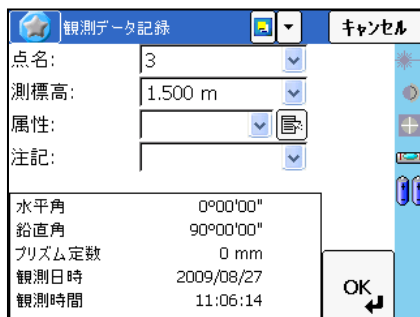 観測データ記録
キャンセル
点名: 3
測標高: 1.500 m
属性:
注記:
水平角 0°00'00"
鉛直角 90°00'00"
プリズム定数 0 mm
観測日時 2009/08/27
観測時間 11:06:14
OK